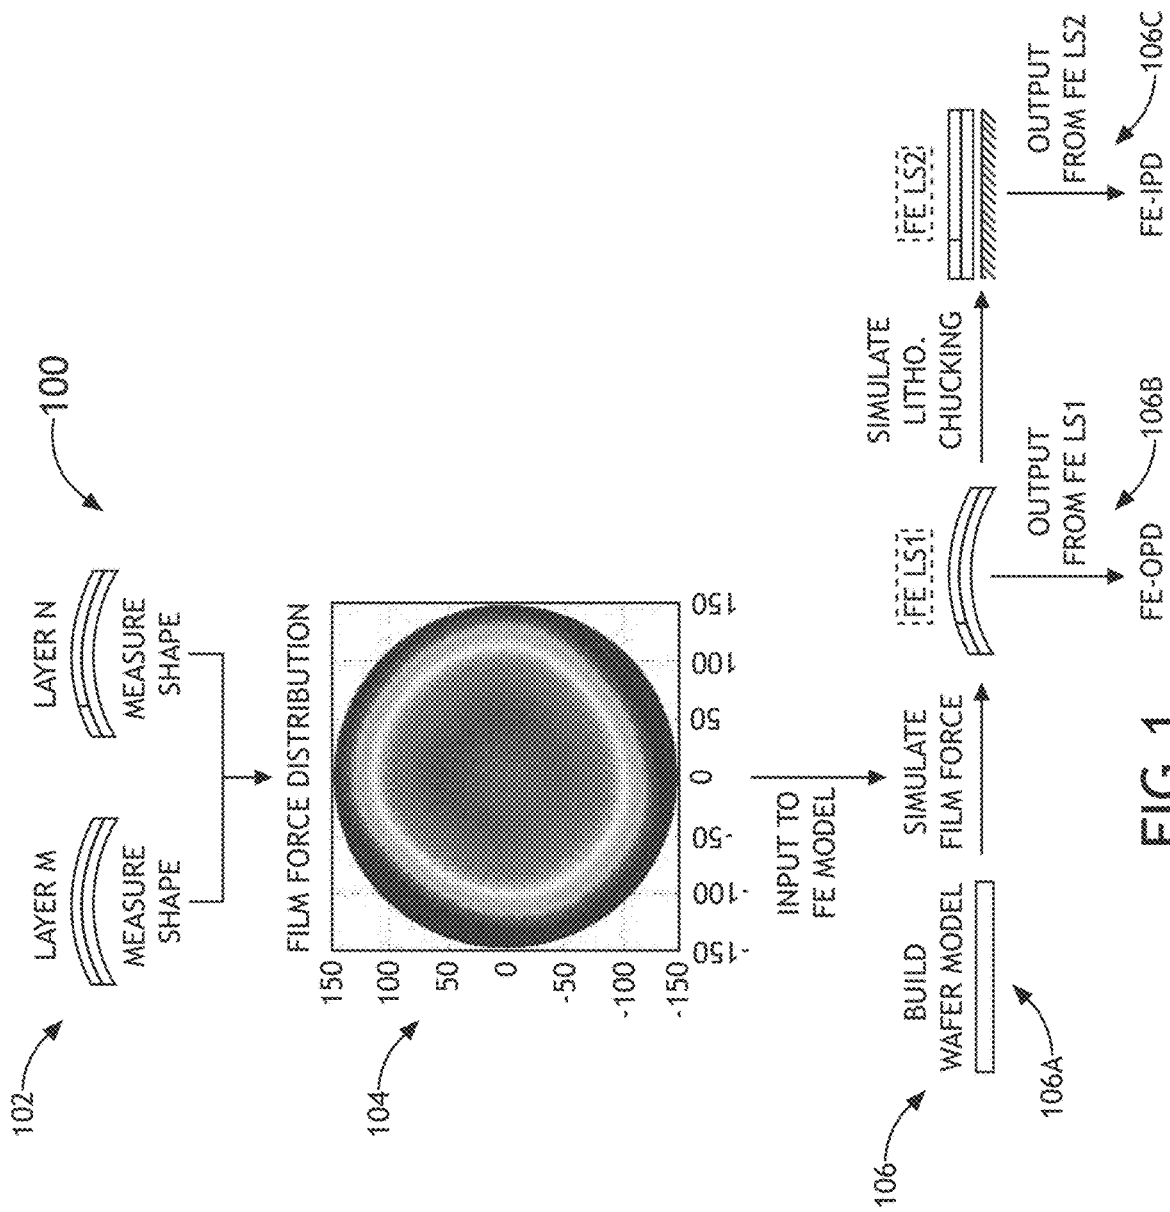 100
102
LAYER M
LAYER N
MEASURE
SHAPE
MEASURE
SHAPE
104
FILM FORCE DISTRIBUTION
150
100
50
0
-50
-100
-150
-150
-100
-50
0
50
100
150
INPUT TO
FE MODEL
106
BUILD
WAFER MODEL
106A
SIMULATE
FILM FORCE
FE LS1
SIMULATE
LITHO.
CHUCKING
FE LS2
OUTPUT
FROM FE LS1
106B
FE-OPD
OUTPUT
FROM FE LS2
106C
FE-IPD
FIG. 1